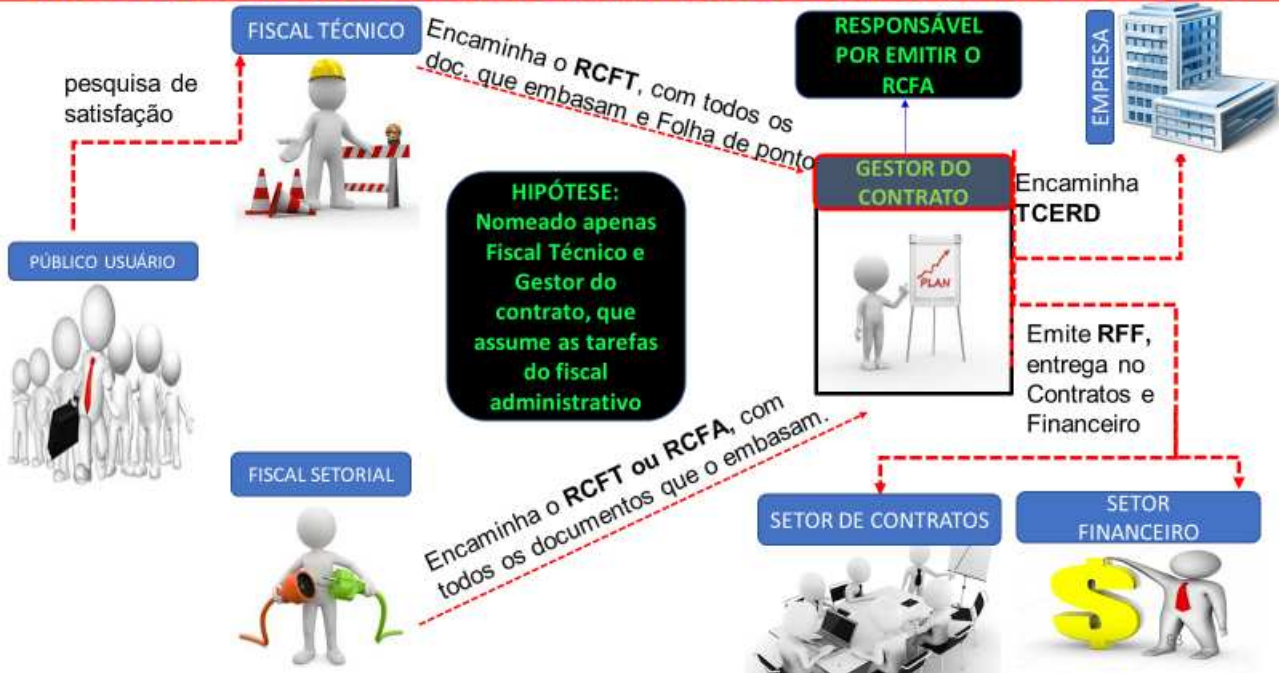 FISCAL TÉCNICO
pesquisa de
satisfação
PÚBLICO USUÁRIO
Encaminha o RCFT, com todos os
doc. que embasam e Folha de ponto
RESPONSÁVEL
POR EMITIR O
RCFA
EMPRESA
GESTOR DO
CONTRATO
PLAN
Encaminha
TCERD
HIPÓTESE:
Nomeado apenas
Fiscal Técnico e
Gestor do
contrato, que
assume as tarefas
do fiscal
administrativo
Emite RFF,
entrega no
Contratos e
Financeiro
FISCAL SETORIAL
Encaminha o RCFT ou RCFA, com
todos os documentos que o embasam.
SETOR DE CONTRATOS
SETOR
FINANCEIRO